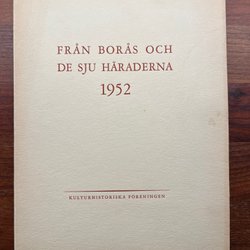 FRÅN BORÅS OCH
DE SJU HÄRADERNA
1952
KULTURHISTORISKA FÖRENINGEN